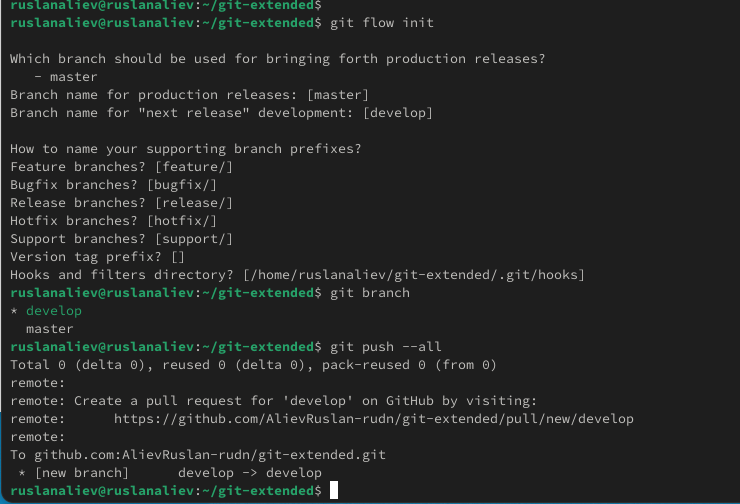 ruslanaliev@ruslanaliev:~/git-extended$
ruslanaliev@ruslanaliev:~/git-extended$ git flow init

Which branch should be used for bringing forth production releases?
   - master
Branch name for production releases: [master]
Branch name for "next release" development: [develop]

How to name your supporting branch prefixes?
Feature branches? [feature/]
Bugfix branches? [bugfix/]
Release branches? [release/]
Hotfix branches? [hotfix/]
Support branches? [support/]
Version tag prefix? []
Hooks and filters directory? [/home/ruslanaliev/git-extended/.git/hooks]
ruslanaliev@ruslanaliev:~/git-extended$ git branch
* develop
  master
ruslanaliev@ruslanaliev:~/git-extended$ git push --all
Total 0 (delta 0), reused 0 (delta 0), pack-reused 0 (from 0)
remote:
remote: Create a pull request for 'develop' on GitHub by visiting:
remote:      https://github.com/AlievRuslan-rudn/git-extended/pull/new/develop
remote:
To github.com:AlievRuslan-rudn/git-extended.git
 * [new branch]      develop -> develop
ruslanaliev@ruslanaliev:~/git-extended$